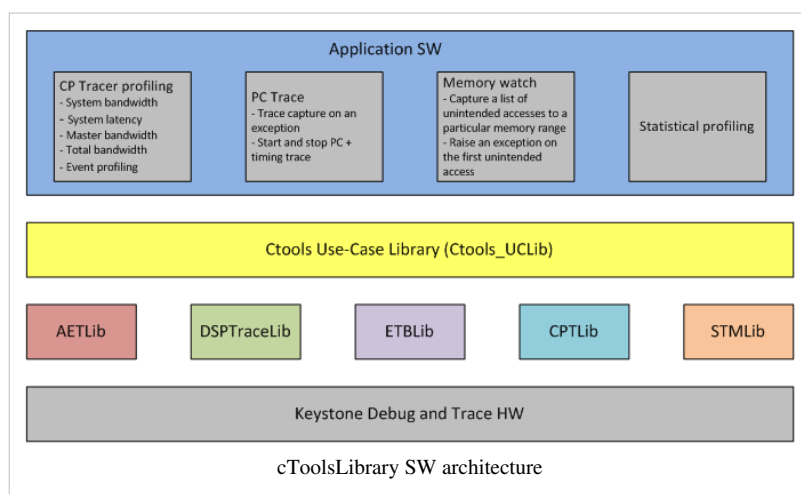 Application SW
CP Tracer profiling
- System bandwidth
- System latency
- Master bandwidth
- Total bandwidth
- Event profiling
PC Trace
- Trace capture on an
exception
- Start and stop PC +
timing trace
Memory watch
- Capture a list of
unintended accesses to a
particular memory range
- Raise an exception on
the first unintended
access
Statistical profiling
Ctools Use-Case Library (Ctools_UCLib)
AETLib
DSPTraceLib
ETBLib
CPTLib
STMLib
Keystone Debug and Trace HW
cToolsLibrary SW architecture